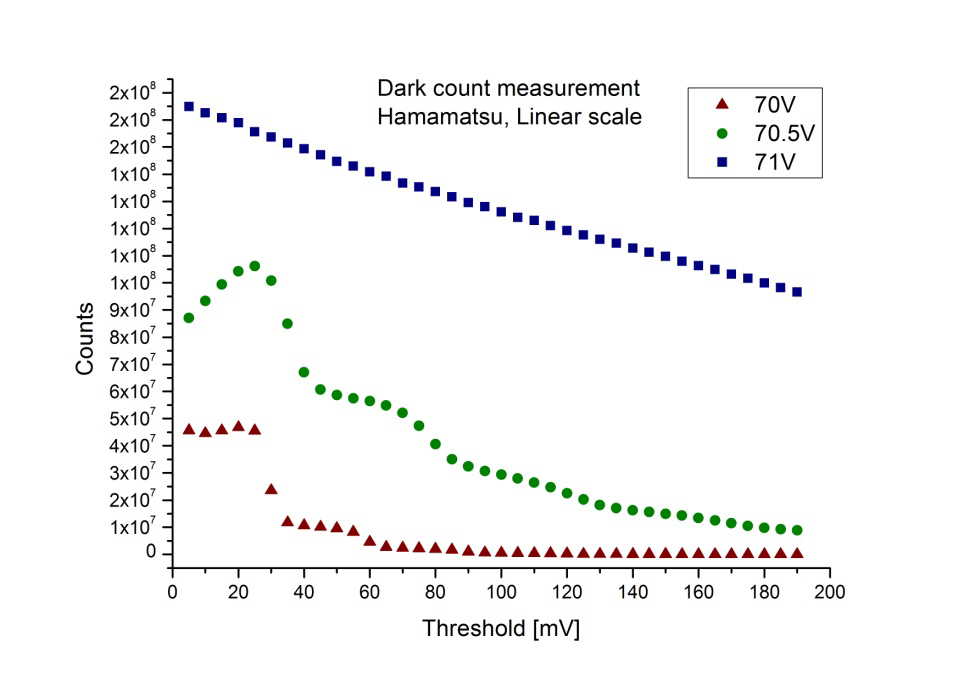 Dark count measurement
Hamamatsu, Linear scale
70V
70.5V
71V
2x10⁸
2x10⁸
2x10⁸
1x10⁸
1x10⁸
1x10⁸
1x10⁸
1x10⁸
9x10⁷
8x10⁷
7x10⁷
6x10⁷
5x10⁷
4x10⁷
3x10⁷
2x10⁷
1x10⁷
0
Counts
0 20 40 60 80 100 120 140 160 180 200
Threshold [mV]